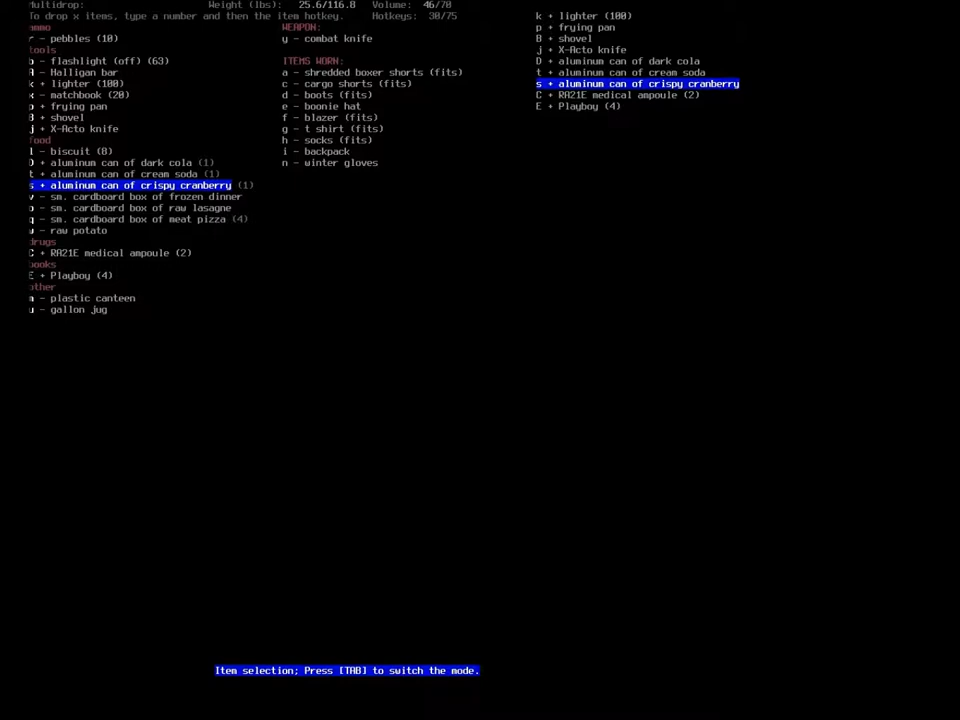 Multidrop: Weight (lbs): 25.6/116.8 Volume: 46/70
To drop x items, type a number and then the item hotkey. Hotkeys: 30/75
ammo
r - pebbles (10)
tools
b - flashlight (off) (63)
A - Halligan bar
k + lighter (100)
x - matchbook (20)
p + frying pan
B + shovel
j + X-Acto knife
food
l - biscuit (8)
D + aluminum can of dark cola (1)
t + aluminum can of cream soda (1)
s + aluminum can of crispy cranberry (1)
v - sm. cardboard box of frozen dinner
o - sm. cardboard box of raw lasagne
q - sm. cardboard box of meat pizza (4)
w - raw potato
drugs
C + RA21E medical ampoule (2)
books
E + Playboy (4)
other
m - plastic canteen
u - gallon jug
WEAPON:
y - combat knife
ITEMS WORN:
a - shredded boxer shorts (fits)
c - cargo shorts (fits)
d - boots (fits)
e - boonie hat
f - blazer (fits)
g - t shirt (fits)
h - socks (fits)
i - backpack
n - winter gloves
k + lighter (100)
p + frying pan
B + shovel
j + X-Acto knife
D + aluminum can of dark cola
t + aluminum can of cream soda
s + aluminum can of crispy cranberry
C + RA21E medical ampoule (2)
E + Playboy (4)
Item selection; Press [TAB] to switch the mode.